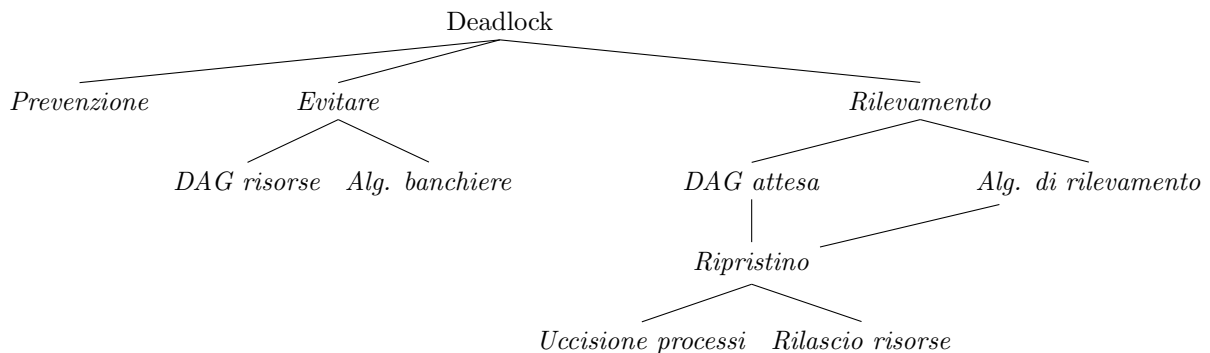 Deadlock
Prevenzione Evitare Rilevamento
DAG risorse Alg. banchiere DAG attesa Alg. di rilevamento
Ripristino
Uccisione processi Rilascio risorse